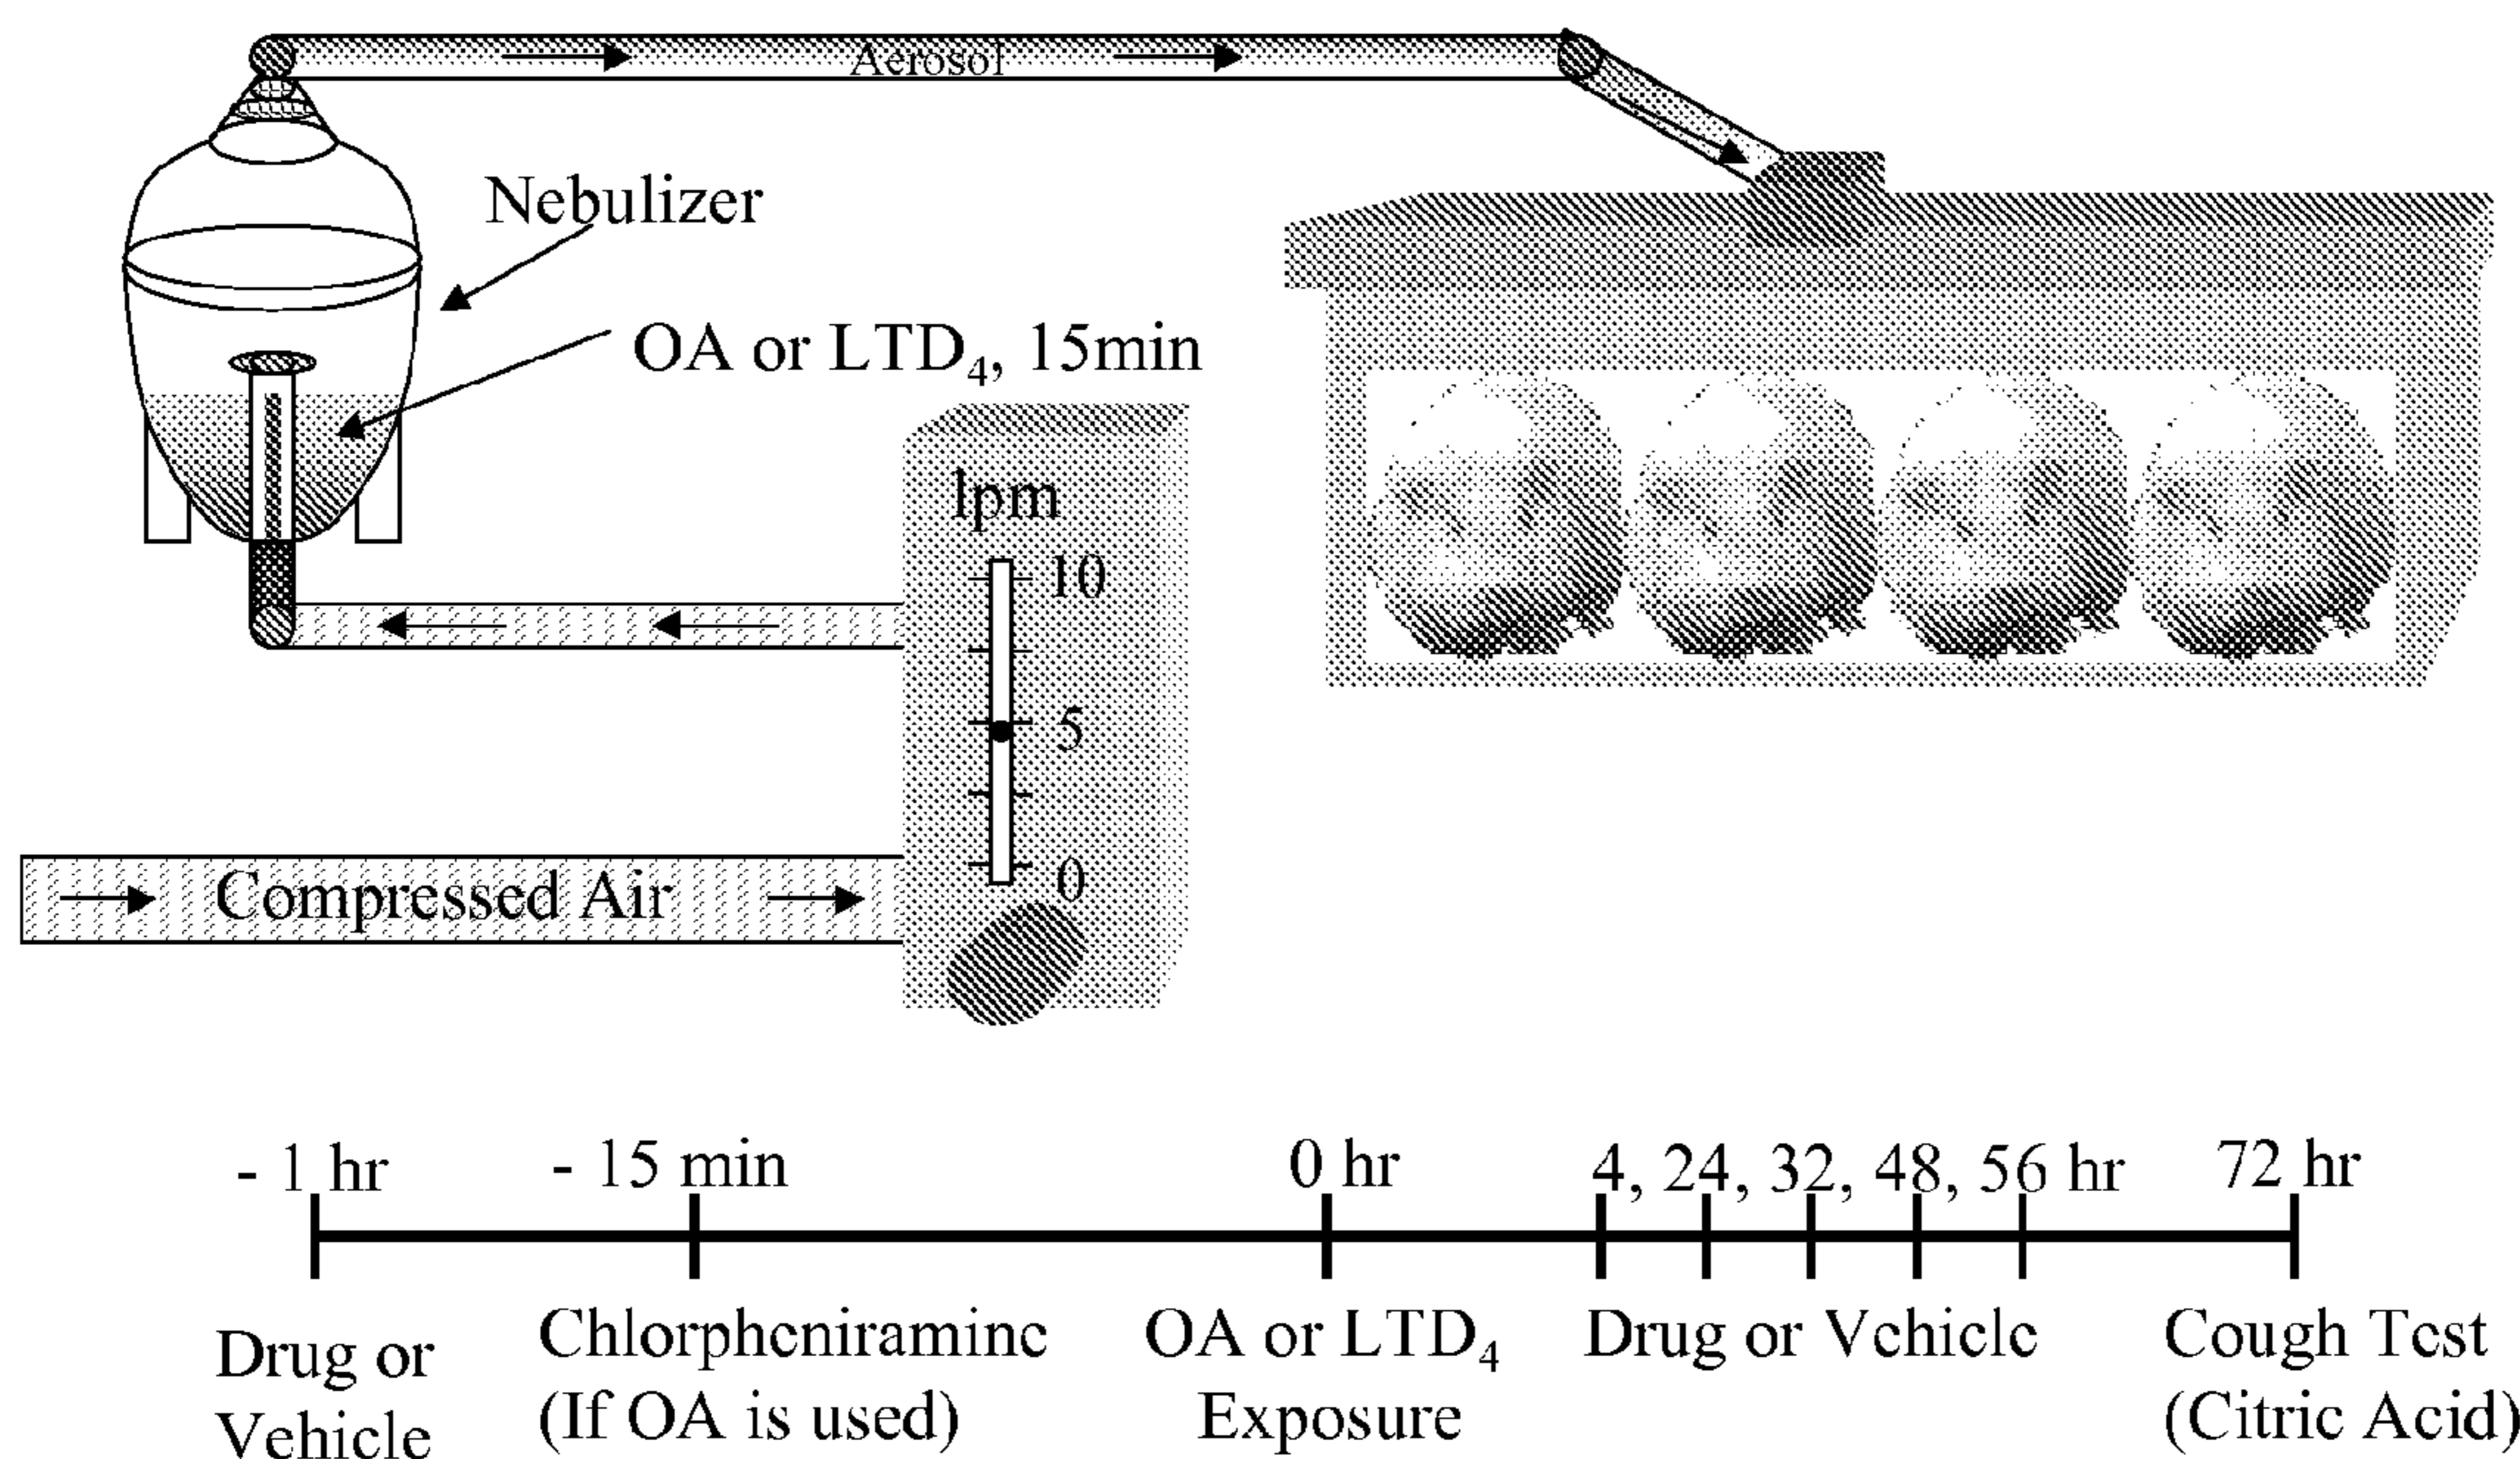 Aerosol
Nebulizer
OA or LTD₄, 15min
lpm
10
5
0
Compressed Air
- 1 hr
- 15 min
0 hr
4, 24, 32, 48, 56 hr
72 hr
Drug or
Vehicle
Chlorpheniramine
(If OA is used)
OA or LTD₄
Exposure
Drug or Vehicle
Cough Test
(Citric Acid)